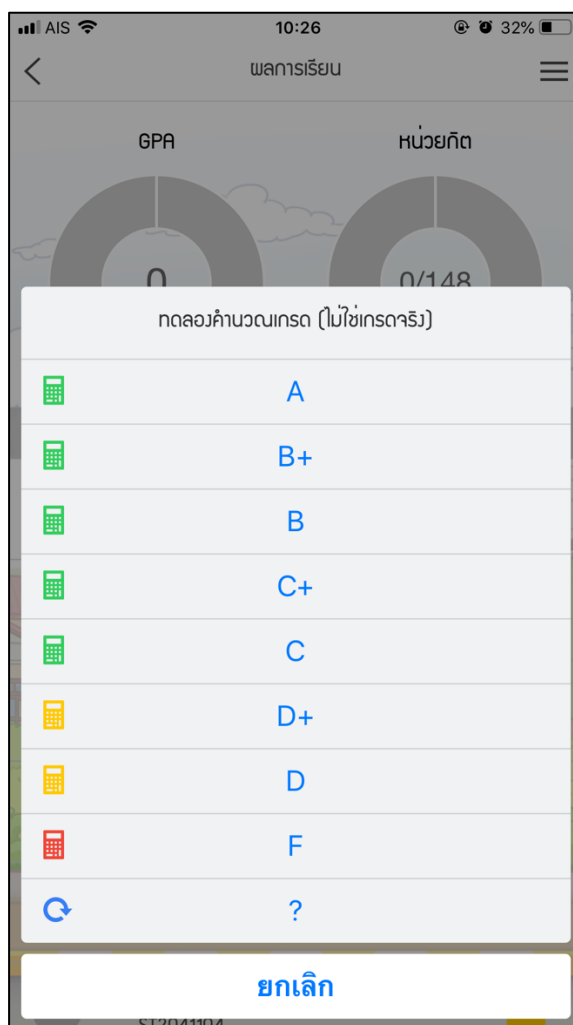 AIS 10:26 32%
ผลการเรียน
GPA หน่วยกิต
0 0/148
ทดลองคำนวณเกรด (ไม่ใช่เกรดจริง)
A
B+
B
C+
C
D+
D
F
?
ยกเลิก
ST2041104